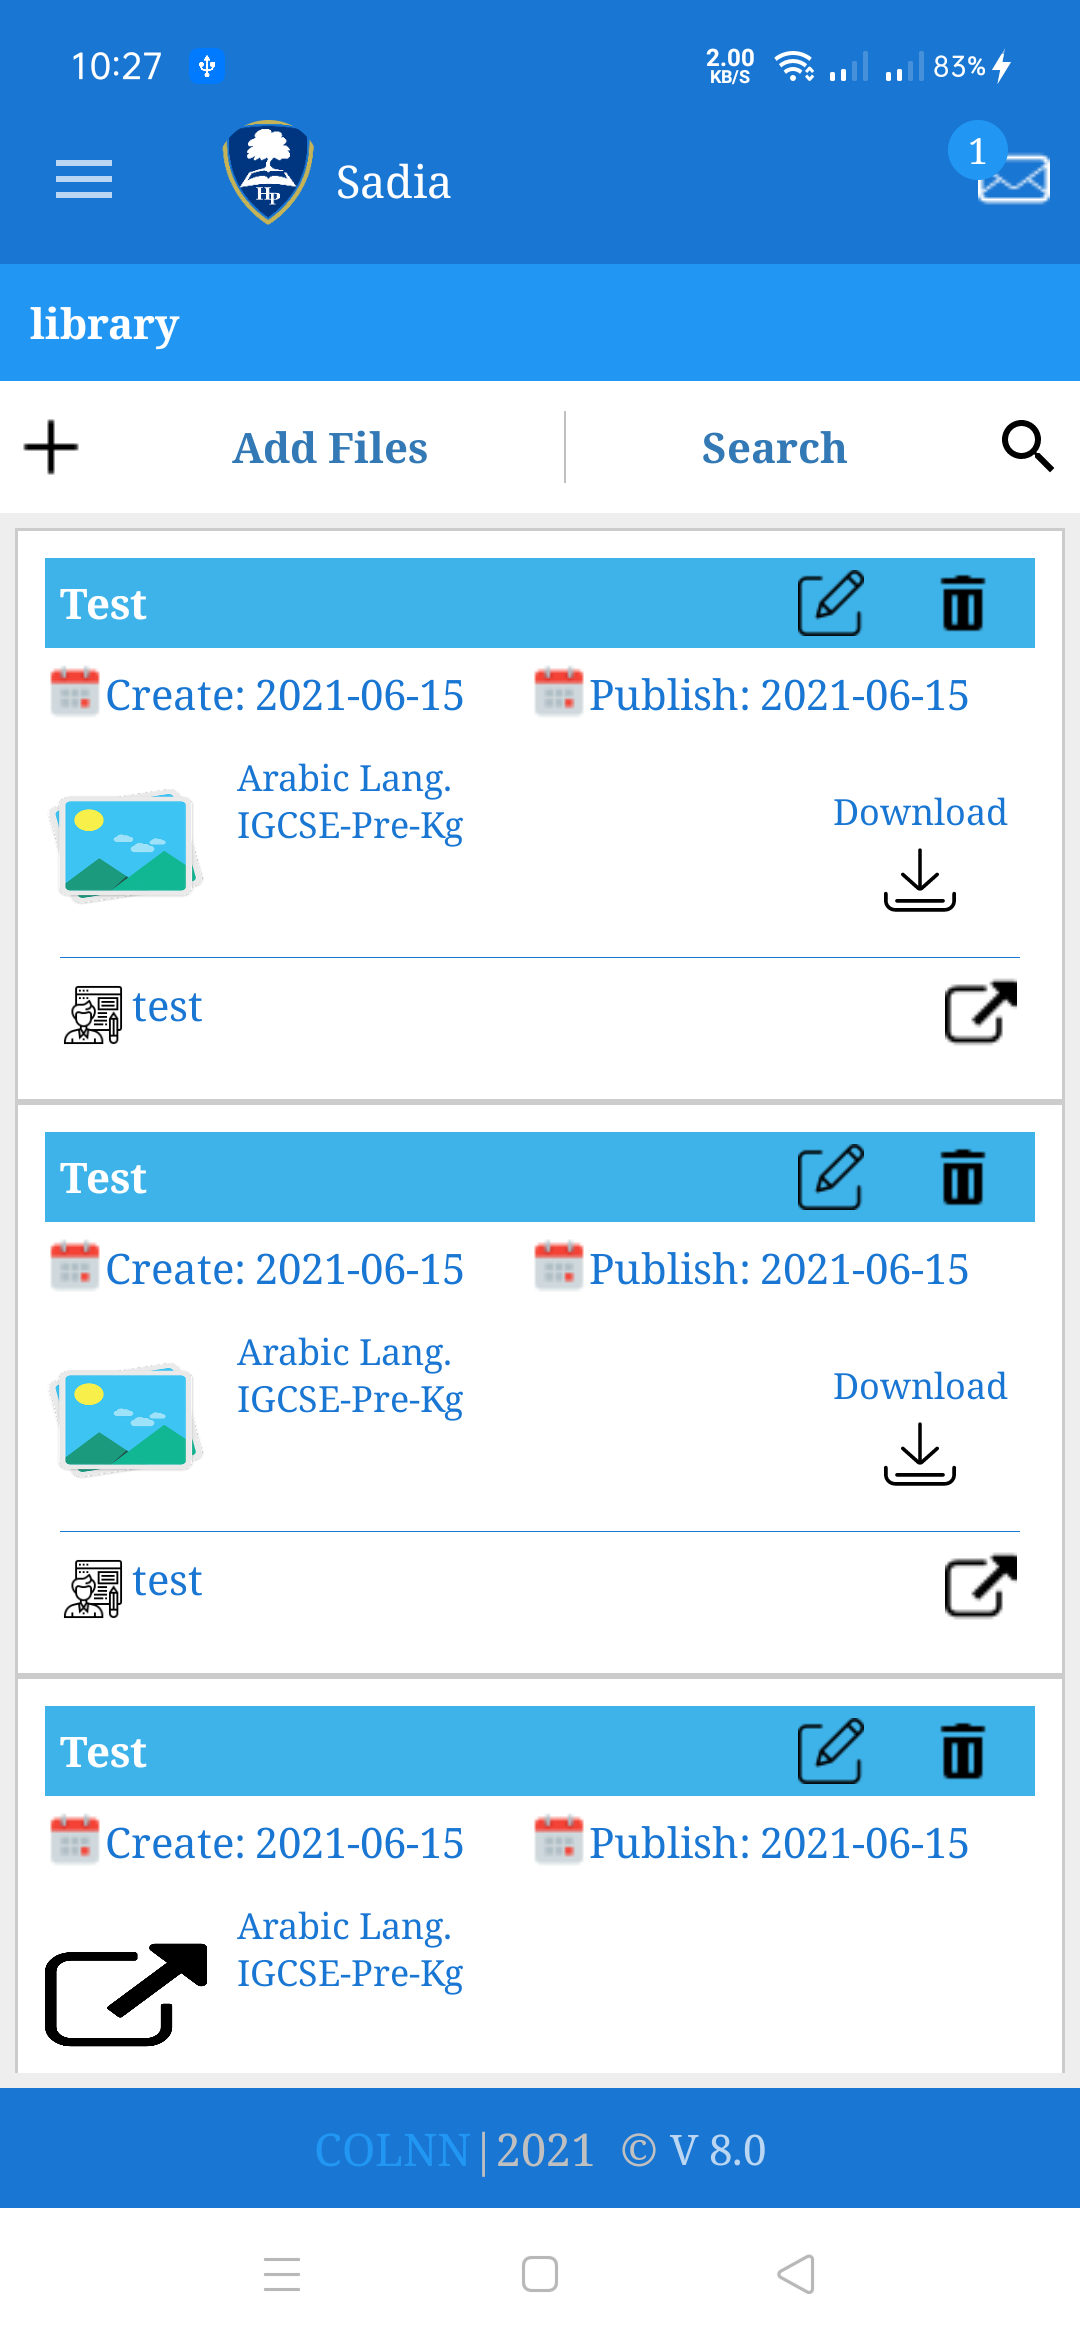 10:27
2.00
KB/S
83%
HP
Sadia
1
library
Add Files
Search
Test
Create: 2021-06-15
Publish: 2021-06-15
Arabic Lang.
IGCSE-Pre-Kg
Download
test
Test
Create: 2021-06-15
Publish: 2021-06-15
Arabic Lang.
IGCSE-Pre-Kg
Download
test
Test
Create: 2021-06-15
Publish: 2021-06-15
Arabic Lang.
IGCSE-Pre-Kg
COLNN|2021 © V 8.0